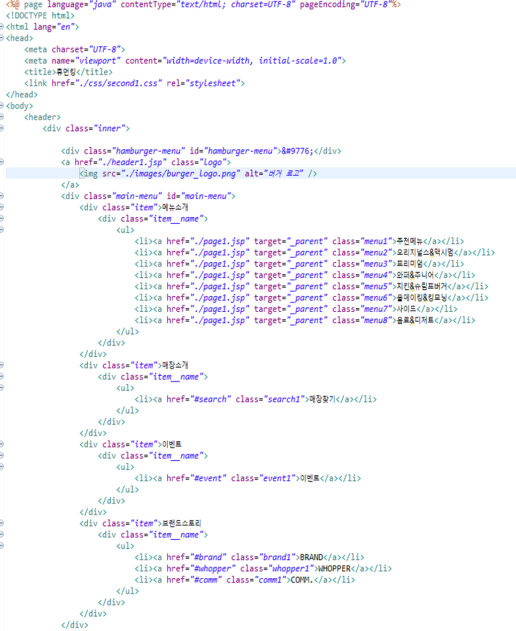 <%@ page language="java" contentType="text/html; charset=UTF-8" pageEncoding="UTF-8"%>
<!DOCTYPE html>
<html lang="en">
<head>
    <meta charset="UTF-8">
    <meta name="viewport" content="width=device-width, initial-scale=1.0">
    <title>휴먼킹</title>
    <link href="./css/second1.css" rel="stylesheet">
</head>
<body>
    <header>
        <div class="inner">
            <div class="hamburger-menu" id="hamburger-menu">&#9776;</div>
            <a href="./header1.jsp" class="logo">
                <img src="./images/burger_logo.png" alt="버거 로고" />
            </a>
            <div class="main-menu" id="main-menu">
                <div class="item">메뉴소개
                    <div class="item__name">
                        <ul>
                            <li><a href="./page1.jsp" target="_parent" class="menu1">추천메뉴</a></li>
                            <li><a href="./page1.jsp" target="_parent" class="menu2">오리지널스&맥시멈</a></li>
                            <li><a href="./page1.jsp" target="_parent" class="menu3">프리미엄</a></li>
                            <li><a href="./page1.jsp" target="_parent" class="menu4">와퍼&주니어</a></li>
                            <li><a href="./page1.jsp" target="_parent" class="menu5">치킨&슈림프버거</a></li>
                            <li><a href="./page1.jsp" target="_parent" class="menu6">올데이킹&킹모닝</a></li>
                            <li><a href="./page1.jsp" target="_parent" class="menu7">사이드</a></li>
                            <li><a href="./page1.jsp" target="_parent" class="menu8">음료&디저트</a></li>
                        </ul>
                    </div>
                </div>
                <div class="item">매장소개
                    <div class="item__name">
                        <ul>
                            <li><a href="#search" class="search1">매장찾기</a></li>
                        </ul>
                    </div>
                </div>
                <div class="item">이벤트
                    <div class="item__name">
                        <ul>
                            <li><a href="#event" class="event1">이벤트</a></li>
                        </ul>
                    </div>
                </div>
                <div class="item">브랜드스토리
                    <div class="item__name">
                        <ul>
                            <li><a href="#brand" class="brand1">BRAND</a></li>
                            <li><a href="#whopper" class="whopper1">WHOPPER</a></li>
                            <li><a href="#comm" class="comm1">COMM.</a></li>
                        </ul>
                    </div>
                </div>
            </div>